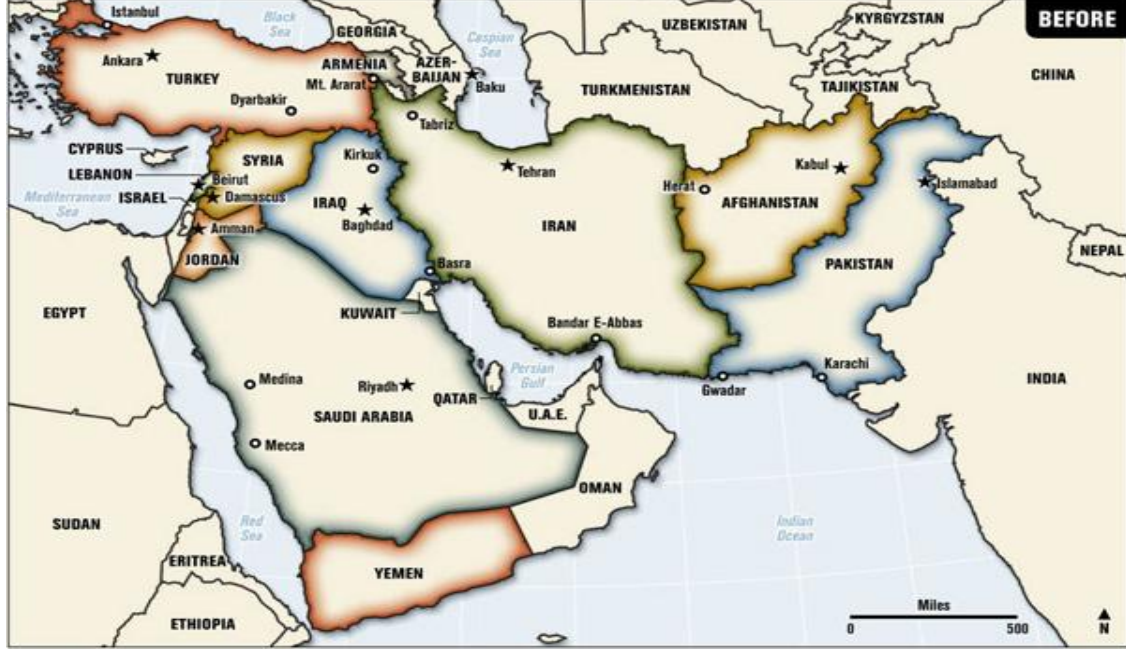 BEFORE
Istanbul
Black
Sea
GEORGIA
Caspian
Sea
UZBEKISTAN
KYRGYZSTAN
Ankara
TURKEY
ARMENIA
AZER-
BAIJAN
Mt. Ararat
Baku
TURKMENISTAN
TAJIKISTAN
CHINA
Dyarbakir
Tabriz
CYPRUS
SYRIA
Kirkuk
Tehran
Kabul
LEBANON
Beirut
Herat
Islamabad
Mediterranean
Sea
ISRAEL
Damascus
IRAQ
AFGHANISTAN
Baghdad
IRAN
Amman
JORDAN
Basra
PAKISTAN
NEPAL
EGYPT
KUWAIT
Bandar E-Abbas
Persian
Gulf
Karachi
Medina
Riyadh
QATAR
Gwadar
INDIA
SAUDI ARABIA
U.A.E.
Mecca
OMAN
SUDAN
Red
Sea
Indian
Ocean
ERITREA
YEMEN
ETHIOPIA
Miles
0 500
N